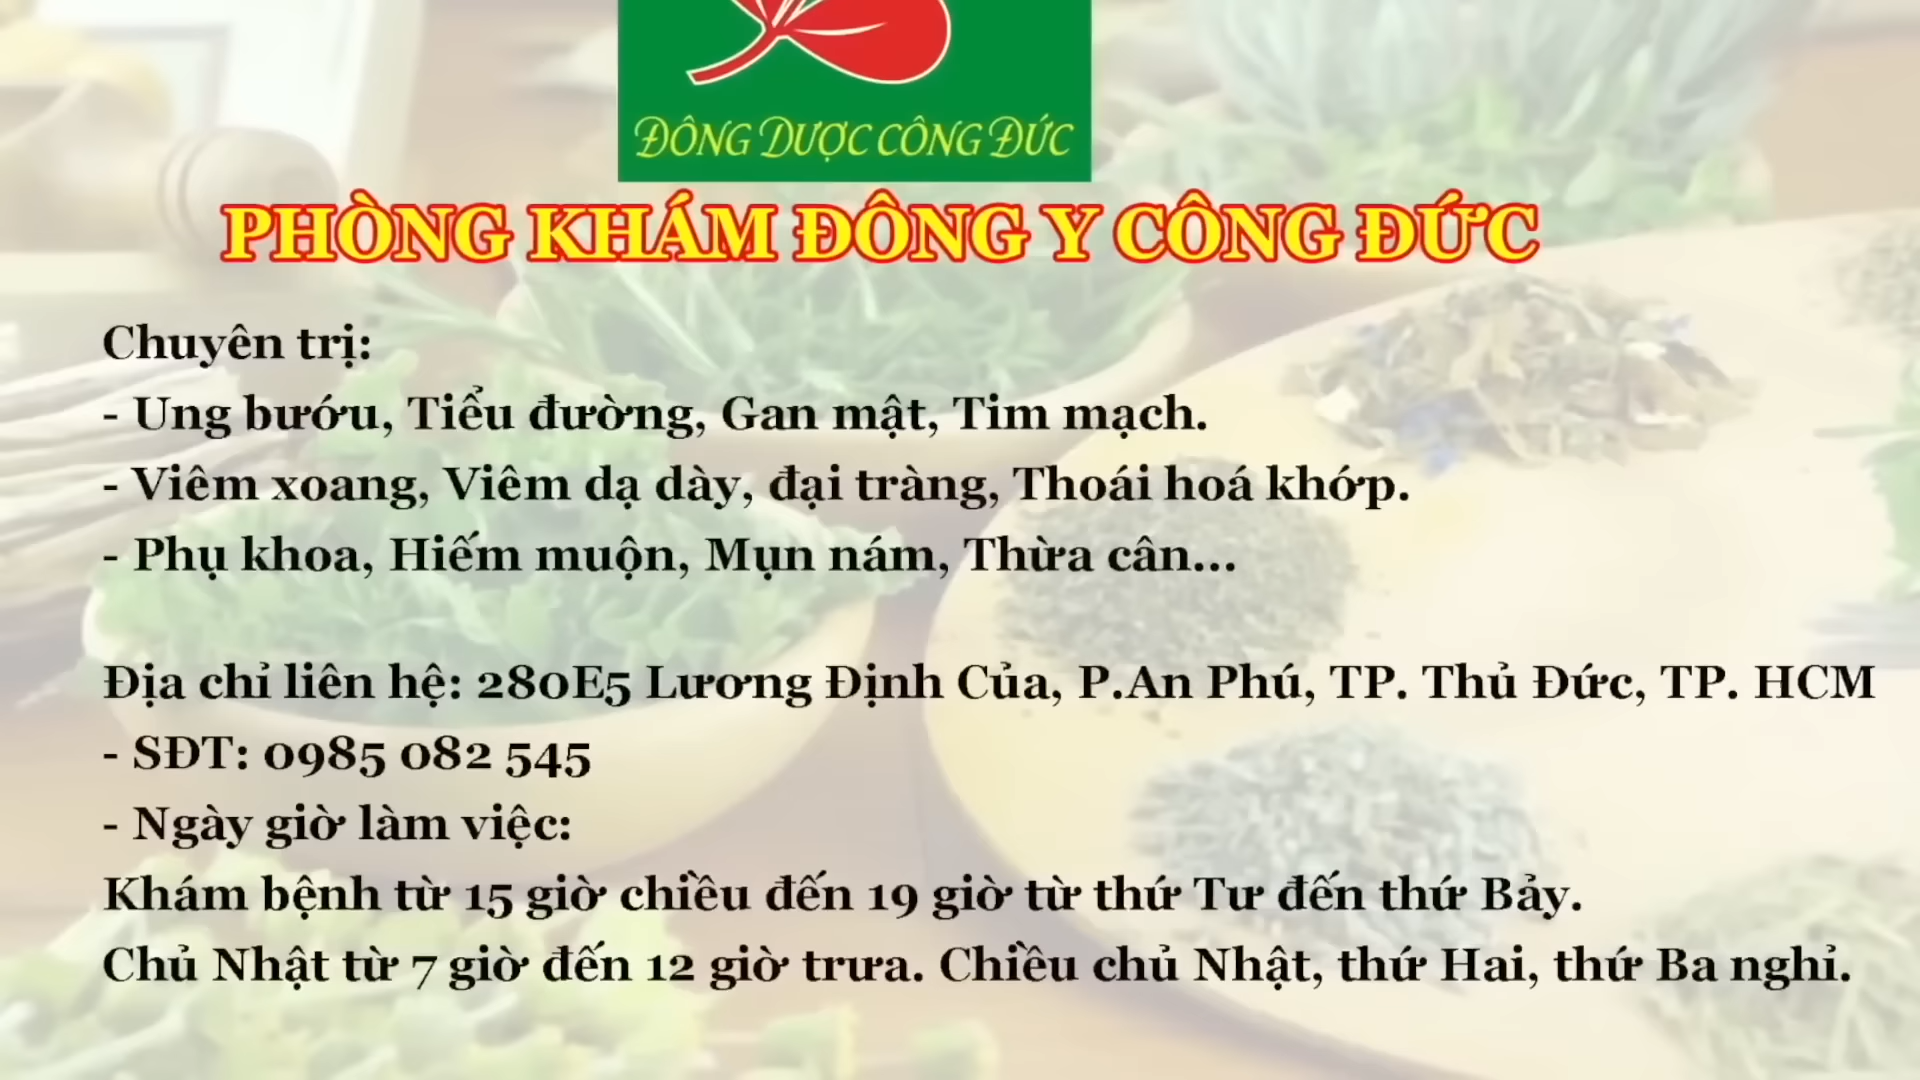 ĐÔNG DƯỢC CÔNG ĐỨC
PHÒNG KHÁM ĐÔNG Y CÔNG ĐỨC
Chuyên trị:
- Ung bướu, Tiểu đường, Gan mật, Tim mạch.
- Viêm xoang, Viêm dạ dày, đại tràng, Thoái hoá khớp.
- Phụ khoa, Hiếm muộn, Mụn nám, Thừa cân...
Địa chỉ liên hệ: 280E5 Lương Định Của, P.An Phú, TP. Thủ Đức, TP. HCM
- SĐT: 0985 082 545
- Ngày giờ làm việc:
Khám bệnh từ 15 giờ chiều đến 19 giờ từ thứ Tư đến thứ Bảy.
Chủ Nhật từ 7 giờ đến 12 giờ trưa. Chiều chủ Nhật, thứ Hai, thứ Ba nghỉ.